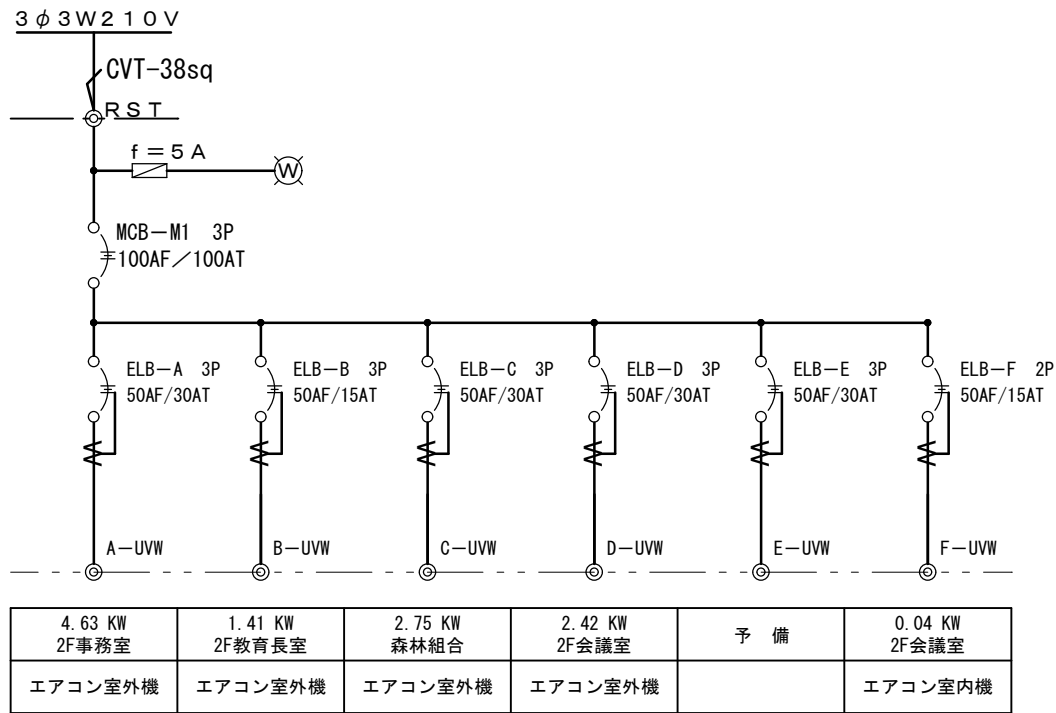 3φ3W210V
CVT-38sq
RST
f=5A
W
MCB-M1 3P
100AF/100AT
ELB-A 3P
50AF/30AT
ELB-B 3P
50AF/15AT
ELB-C 3P
50AF/30AT
ELB-D 3P
50AF/30AT
ELB-E 3P
50AF/30AT
ELB-F 2P
50AF/15AT
A-UVW
B-UVW
C-UVW
D-UVW
E-UVW
F-UVW
4.63 KW
2F事務室
1.41 KW
2F教育長室
2.75 KW
森林組合
2.42 KW
2F会議室
予 備
0.04 KW
2F会議室
エアコン室外機
エアコン室外機
エアコン室外機
エアコン室外機
エアコン室内機